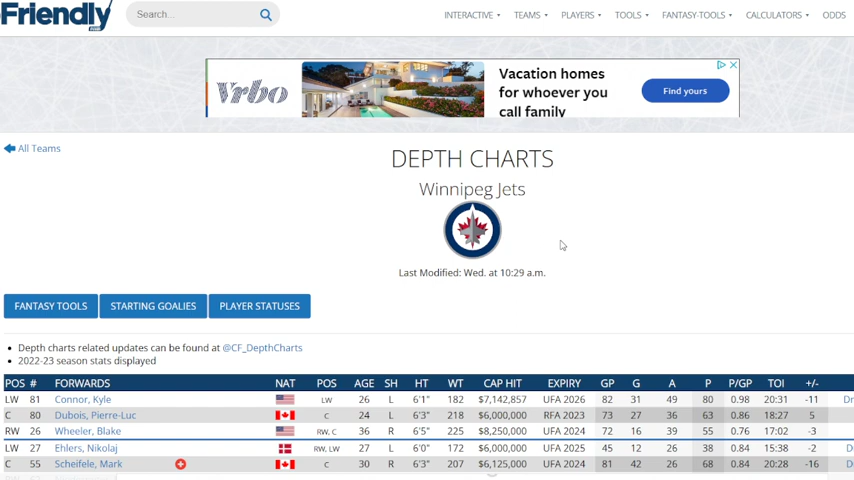 Friendly
Search...
INTERACTIVE TEAMS PLAYERS TOOLS FANTASY-TOOLS CALCULATORS ODDS
Vrbo
Vacation homes
for whoever you
call family
Find yours
All Teams
DEPTH CHARTS
Winnipeg Jets
Last Modified: Wed. at 10:29 a.m.
FANTASY TOOLS STARTING GOALIES PLAYER STATUSES
Depth charts related updates can be found at @CF_DepthCharts
2022-23 season stats displayed
POS # FORWARDS NAT POS AGE SH HT WT CAP HIT EXPIRY GP G A P P/GP TOI +/-
LW 81 Connor, Kyle LW 26 L 6'1" 182 $7,142,857 UFA 2026 82 31 49 80 0.98 20:31 -11 Dr
C 80 Dubois, Pierre-Luc C 24 L 6'3" 218 $6,000,000 RFA 2023 73 27 36 63 0.86 18:27 5
RW 26 Wheeler, Blake RW, C 36 R 6'5" 225 $8,250,000 UFA 2024 72 16 39 55 0.76 17:02 -3
LW 27 Ehlers, Nikolaj RW, LW 27 L 6'0" 172 $6,000,000 UFA 2025 45 12 26 38 0.84 15:38 -2 D
C 55 Scheifele, Mark C 30 R 6'3" 207 $6,125,000 UFA 2024 81 42 26 68 0.84 20:28 -16 D